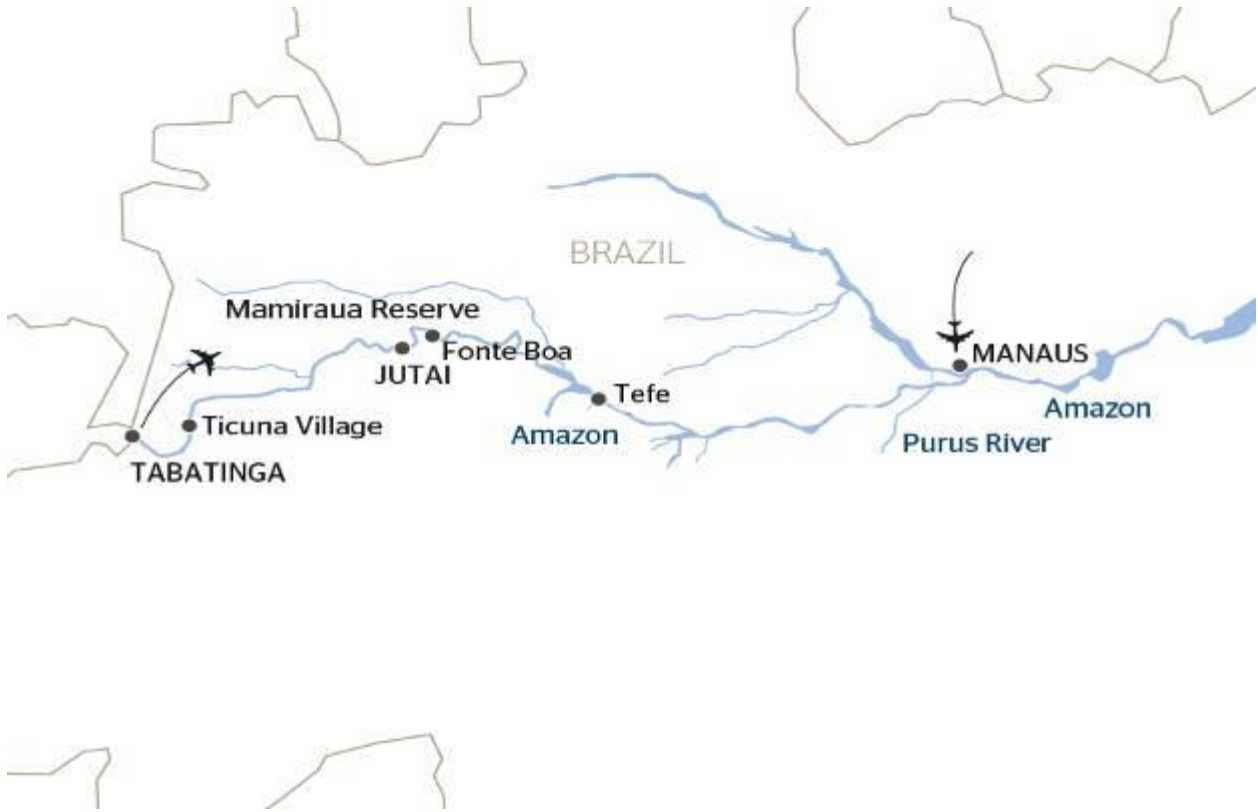 BRAZIL
Mamiraua Reserve
Fonte Boa
MANAUS
JUTAI
Tefe
Amazon
Ticuna Village
Amazon
Purus River
TABATINGA